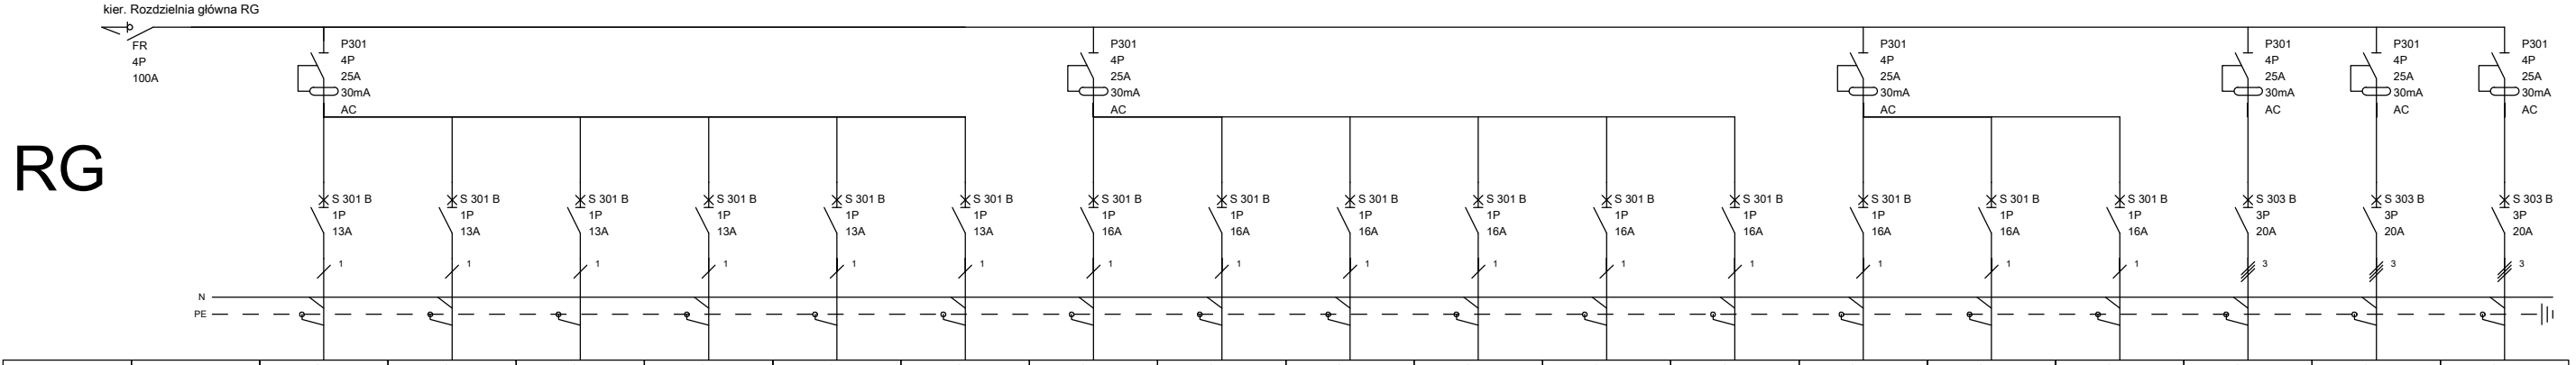 kier. Rozdzielnia główna RG
FR
4P
100A
P301
4P
25A
30mA
AC
P301
4P
25A
30mA
AC
P301
4P
25A
30mA
AC
P301
4P
25A
30mA
AC
P301
4P
25A
30mA
AC
P301
4P
25A
30mA
AC
RG
S 301 B
1P
13A
1
S 301 B
1P
13A
1
S 301 B
1P
13A
1
S 301 B
1P
13A
1
S 301 B
1P
13A
1
S 301 B
1P
13A
1
S 301 B
1P
16A
1
S 301 B
1P
16A
1
S 301 B
1P
16A
1
S 301 B
1P
16A
1
S 301 B
1P
16A
1
S 301 B
1P
16A
1
S 301 B
1P
16A
1
S 301 B
1P
16A
1
S 301 B
1P
16A
1
S 303 B
3P
20A
3
S 303 B
3P
20A
3
S 303 B
3P
20A
3
N
PE